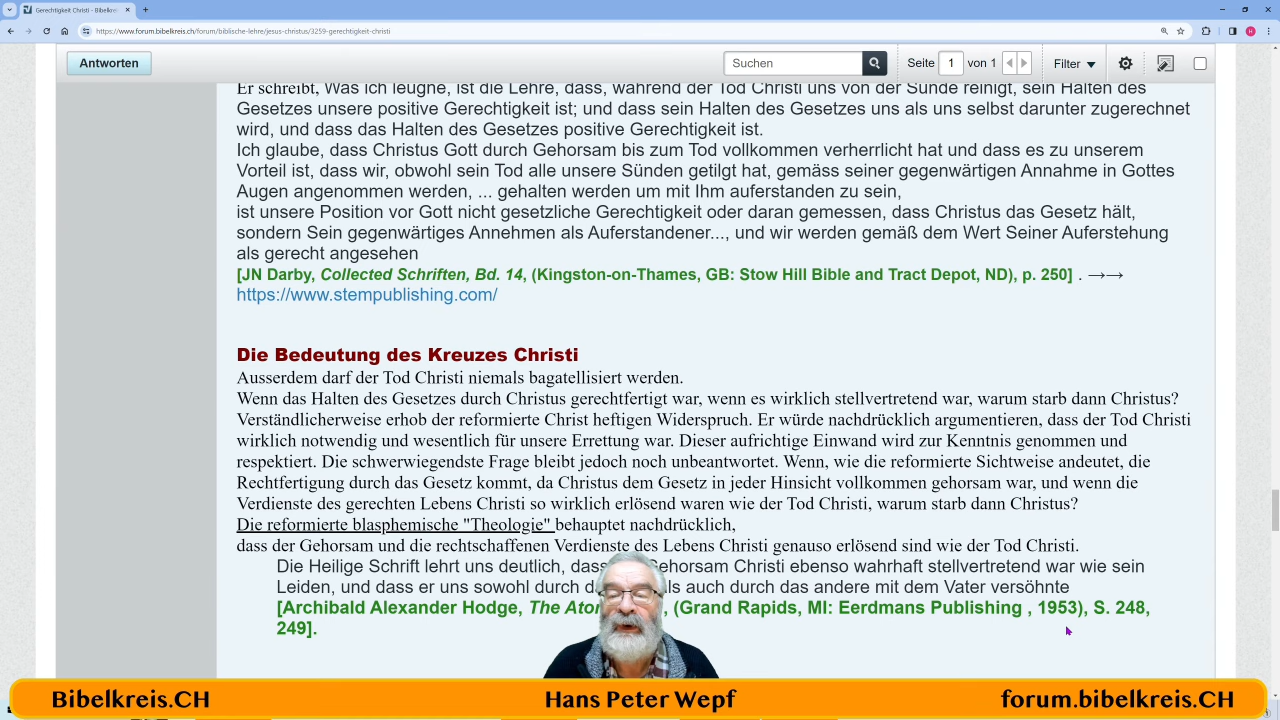 Gerechtigkeit Christi - Bibelkrei
https://www.forum.bibelkreis.ch/forum/biblische-lehre/jesus-christus/3259-gerechtigkeit-christi
Antworten
Suchen
Seite 1 von 1
Filter
Er schreibt, Was ich leugne, ist die Lehre, dass, während der Tod Christi uns von der Sünde reinigt, sein Halten des
Gesetzes unsere positive Gerechtigkeit ist; und dass sein Halten des Gesetzes uns als uns selbst darunter zugerechnet
wird, und dass das Halten des Gesetzes positive Gerechtigkeit ist.
Ich glaube, dass Christus Gott durch Gehorsam bis zum Tod vollkommen verherrlicht hat und dass es zu unserem
Vorteil ist, dass wir, obwohl sein Tod alle unsere Sünden getilgt hat, gemäss seiner gegenwärtigen Annahme in Gottes
Augen angenommen werden, ... gehalten werden um mit Ihm auferstanden zu sein,
ist unsere Position vor Gott nicht gesetzliche Gerechtigkeit oder daran gemessen, dass Christus das Gesetz hält,
sondern Sein gegenwärtiges Annehmen als Auferstandener..., und wir werden gemäß dem Wert Seiner Auferstehung
als gerecht angesehen
[JN Darby, Collected Schriften, Bd. 14, (Kingston-on-Thames, GB: Stow Hill Bible and Tract Depot, ND), p. 250] . →→
https://www.stempublishing.com/
Die Bedeutung des Kreuzes Christi
Ausserdem darf der Tod Christi niemals bagatellisiert werden.
Wenn das Halten des Gesetzes durch Christus gerechtfertigt war, wenn es wirklich stellvertretend war, warum starb dann Christus?
Verständlicherweise erhob der reformierte Christ heftigen Widerspruch. Er würde nachdrücklich argumentieren, dass der Tod Christi
wirklich notwendig und wesentlich für unsere Errettung war. Dieser aufrichtige Einwand wird zur Kenntnis genommen und
respektiert. Die schwerwiegendste Frage bleibt jedoch noch unbeantwortet. Wenn, wie die reformierte Sichtweise andeutet, die
Rechtfertigung durch das Gesetz kommt, da Christus dem Gesetz in jeder Hinsicht vollkommen gehorsam war, und wenn die
Verdienste des gerechten Lebens Christi so wirklich erlösend waren wie der Tod Christi, warum starb dann Christus?
Die reformierte blasphemische "Theologie" behauptet nachdrücklich,
dass der Gehorsam und die rechtschaffenen Verdienste des Lebens Christi genauso erlösend sind wie der Tod Christi.
Die Heilige Schrift lehrt uns deutlich, dass Gehorsam Christi ebenso wahrhaft stellvertretend war wie sein
Leiden, und dass er uns sowohl durch als auch durch das andere mit dem Vater versöhnte
[Archibald Alexander Hodge, The , (Grand Rapids, MI: Eerdmans Publishing , 1953), S. 248,
249].
Bibelkreis.CH
Hans Peter Wepf
forum.bibelkreis.CH